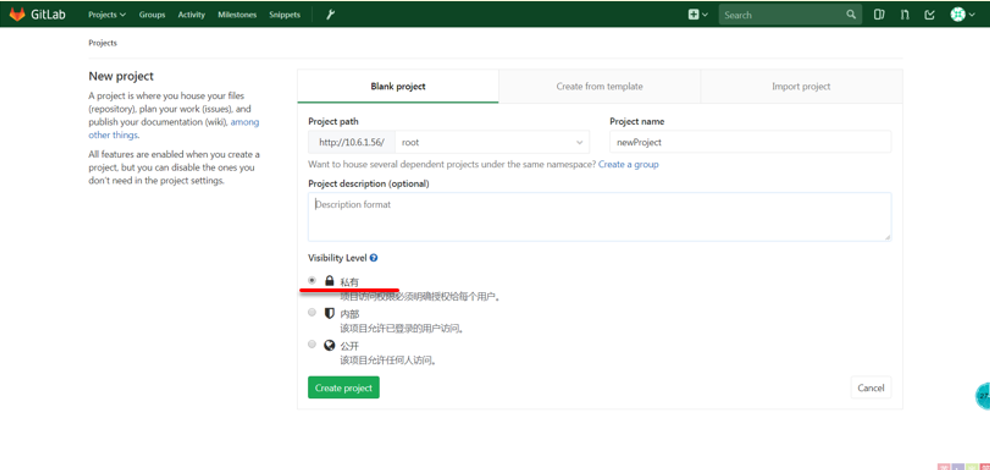 GitLab Projects Groups Activity Milestones Snippets Search
Projects
New project
A project is where you house your files
(repository), plan your work (issues), and
publish your documentation (wiki), among
other things.
All features are enabled when you create a
project, but you can disable the ones you
don't need in the project settings.
Blank project Create from template Import project
Project path Project name
http://10.6.1.56/ root newProject
Want to house several dependent projects under the same namespace? Create a group
Project description (optional)
Description format
Visibility Level
私有
项目访问权限必须明确授权给每个用户。
内部
该项目允许已登录的用户访问。
公开
该项目允许任何人访问。
Create project Cancel